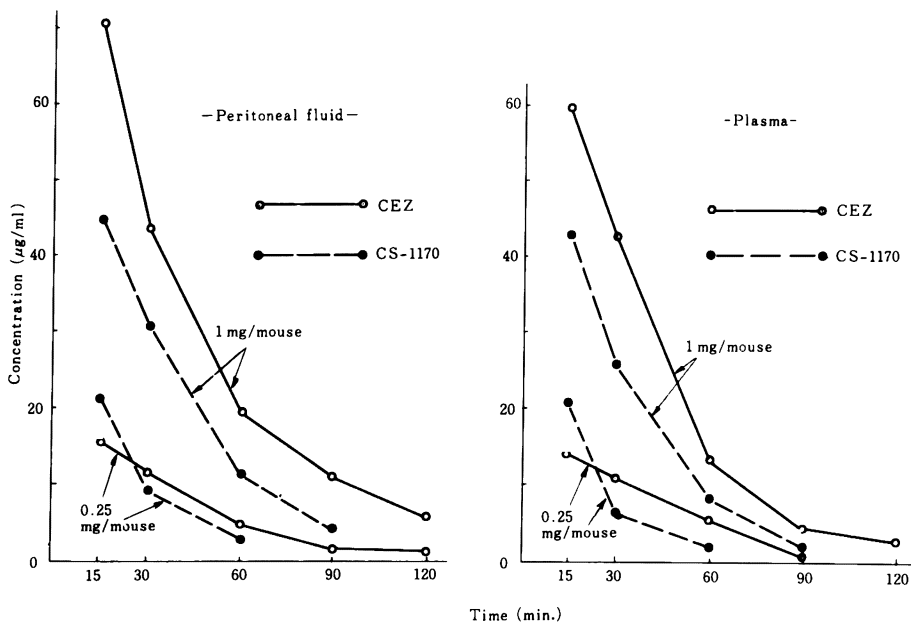 Concentration (μg/ml)
60
40
20
0
—Peritoneal fluid—
CEZ
CS-1170
1 mg/mouse
0.25
mg/mouse
15 30 60 90 120
60
40
20
0
-Plasma-
CEZ
CS-1170
1 mg/mouse
0.25
mg/mouse
15 30 60 90 120
Time (min.)